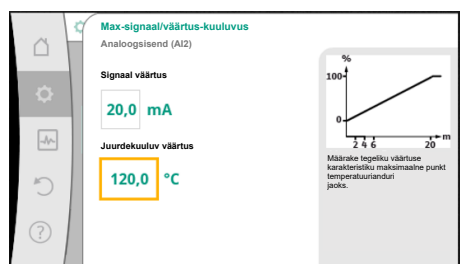 Max-signaal/väärtus-kuuluvus
Analoogsisend (AI2)
Signaal väärtus
20,0 mA
Juurdekuuluv väärtus
120,0 °C
%
100
0
2 4 6 20
m
Määrake tegeliku väärtuse
karakteristiku maksimaalne punkt
temperatuurianduri
jaoks.
?